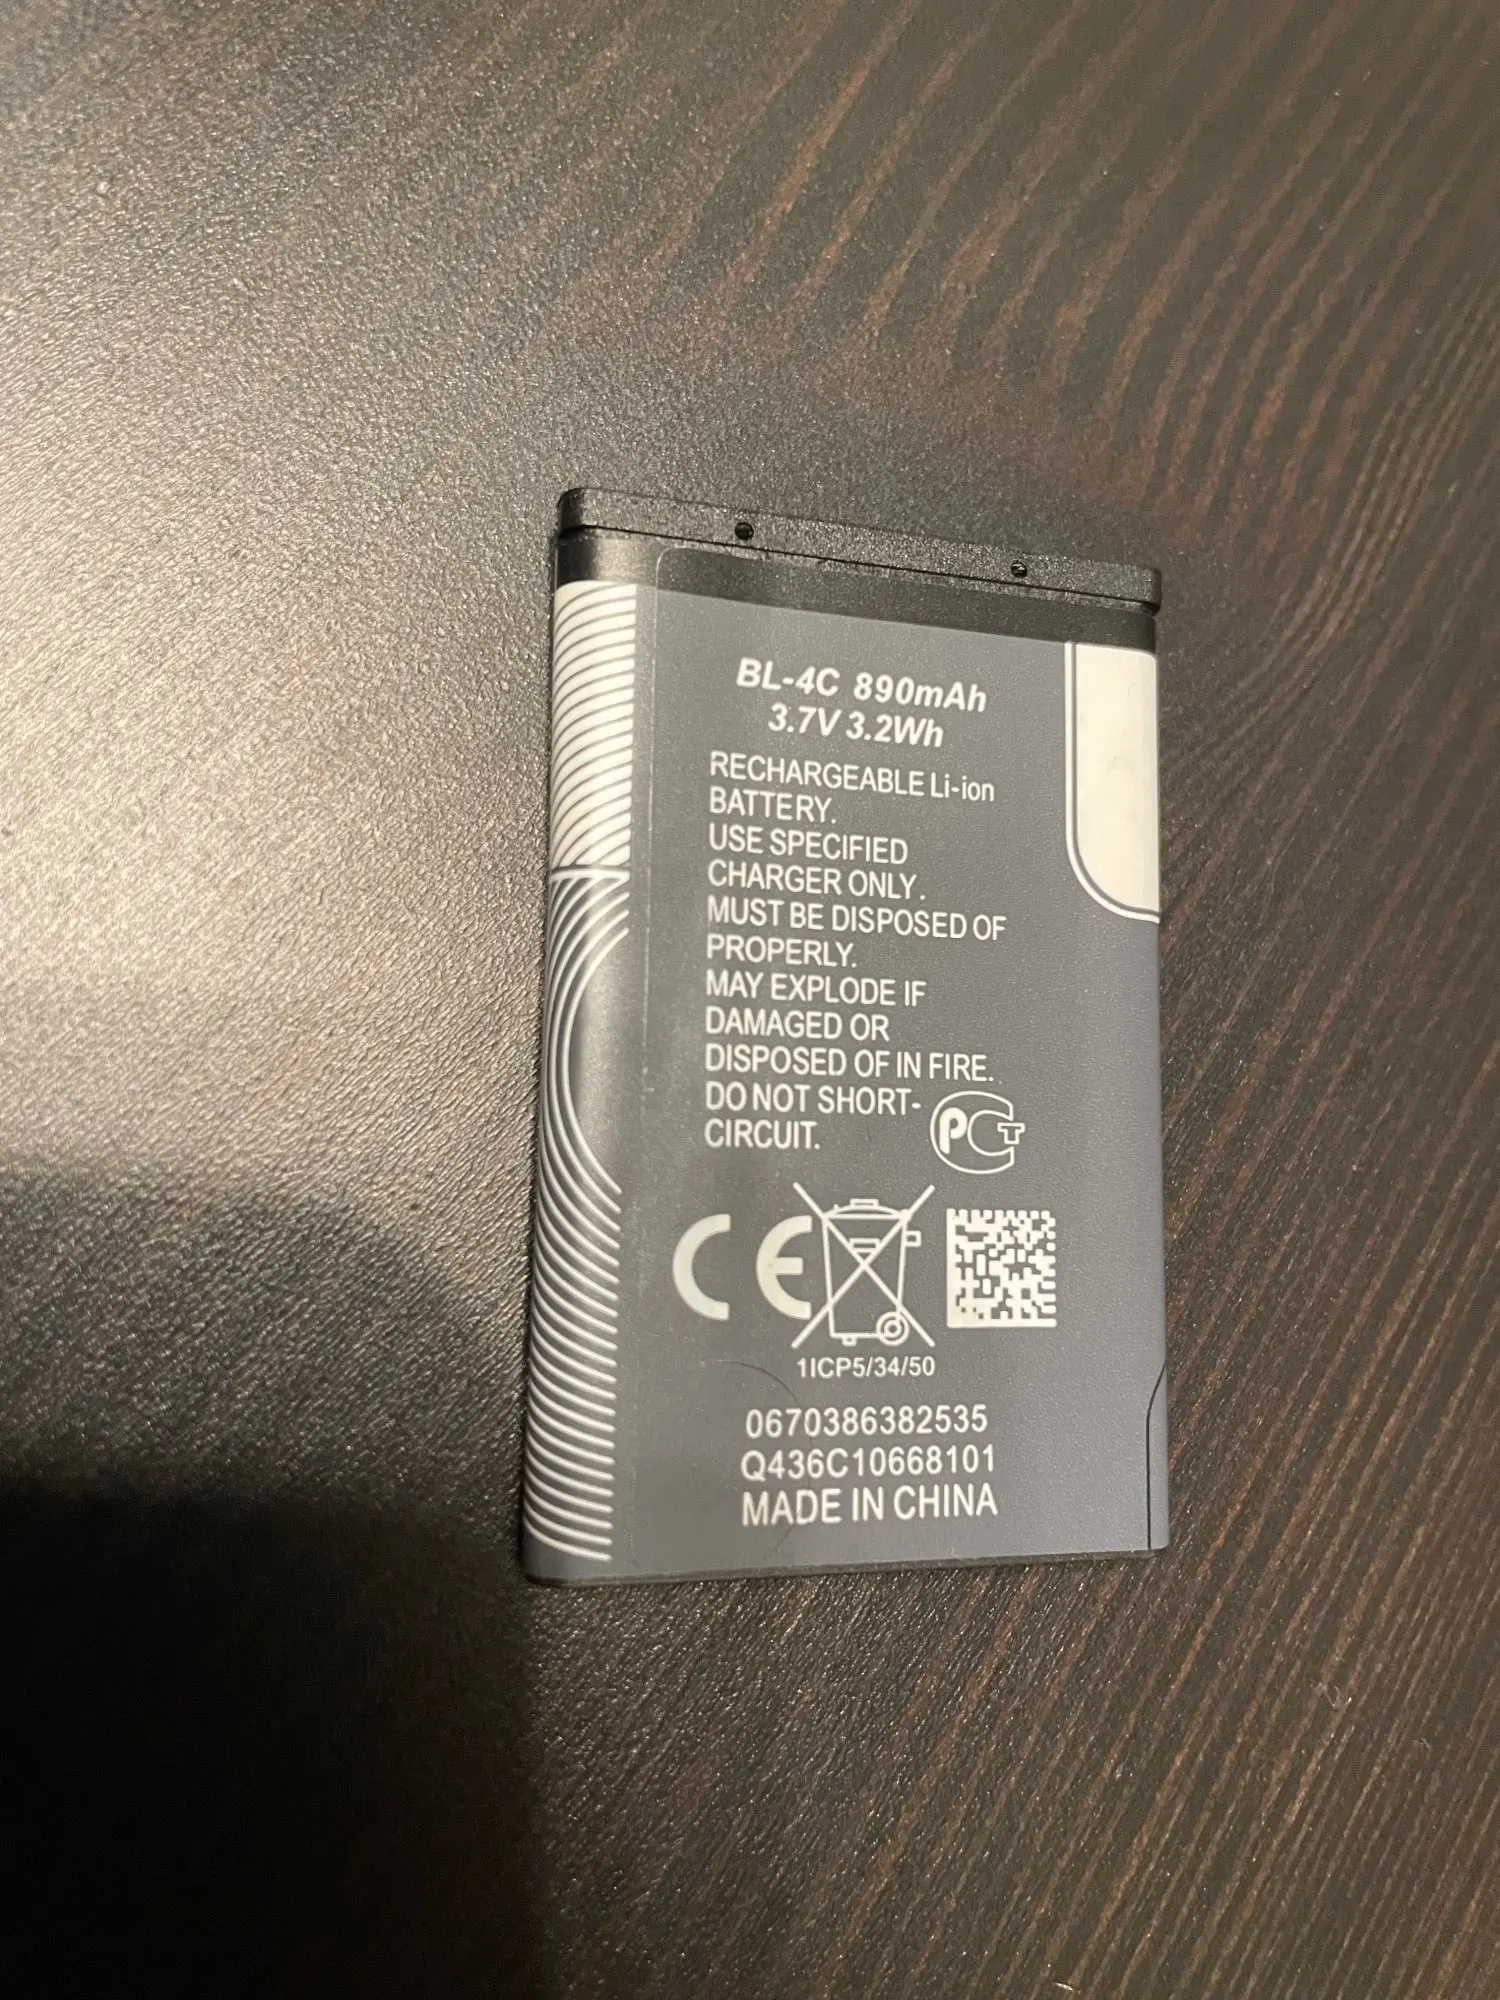 BL-4C 890mAh
3.7V 3.2Wh
RECHARGEABLE Li-ion
BATTERY.
USE SPECIFIED
CHARGER ONLY.
MUST BE DISPOSED OF
PROPERLY.
MAY EXPLODE IF
DAMAGED OR
DISPOSED OF IN FIRE.
DO NOT SHORT-
CIRCUIT.
РСТ
CE
1ICP5/34/50
0670386382535
Q436C10668101
MADE IN CHINA